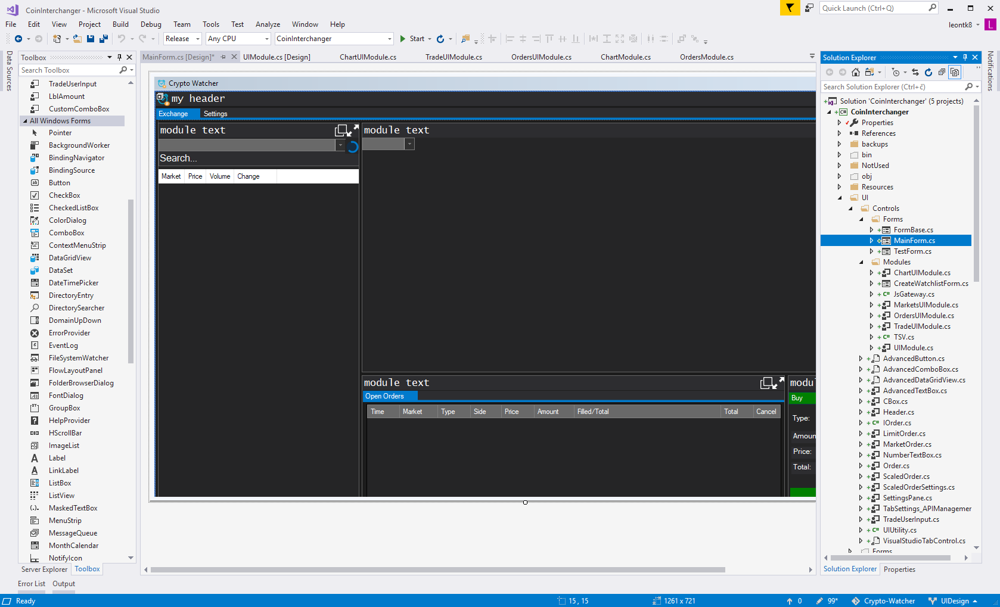 CoinInterchanger - Microsoft Visual Studio
Quick Launch (Ctrl+Q)
File Edit View Project Build Debug Team Tools Test Analyze Window Help
leontk8 L
Release Any CPU CoinInterchanger Start
Data Sources
Toolbox
Search Toolbox
TradeUserInput
LblAmount
CustomComboBox
All Windows Forms
Pointer
BackgroundWorker
BindingNavigator
BindingSource
Button
CheckBox
CheckedListBox
ColorDialog
ComboBox
ContextMenuStrip
DataGridView
DataSet
DateTimePicker
DirectoryEntry
DirectorySearcher
DomainUpDown
ErrorProvider
EventLog
FileSystemWatcher
FlowLayoutPanel
FolderBrowserDialog
FontDialog
GroupBox
HelpProvider
HScrollBar
ImageList
Label
LinkLabel
ListBox
ListView
MaskedTextBox
MenuStrip
MessageQueue
MonthCalendar
NotifyIcon
Server Explorer Toolbox
MainForm.cs [Design]* UIModule.cs [Design] ChartUIModule.cs TradeUIModule.cs OrdersUIModule.cs ChartModule.cs OrdersModule.cs
Crypto Watcher
my header
Exchange Settings
module text
Search...
Market Price Volume Change
module text
module text
Open Orders
Time Market Type Side Price Amount Filled/Total Total Cancel
modul
Buy
Type:
Amoun
Price:
Total:
Solution Explorer
Search Solution Explorer (Ctrl+č)
Solution 'CoinInterchanger' (5 projects)
CoinInterchanger
Properties
References
backups
bin
NotUsed
obj
Resources
UI
Controls
Forms
FormBase.cs
MainForm.cs
TestForm.cs
Modules
ChartUIModule.cs
CreateWatchlistForm.cs
JsGateway.cs
MarketsUIModule.cs
OrdersUIModule.cs
TradeUIModule.cs
TSV.cs
UIModule.cs
AdvancedButton.cs
AdvancedComboBox.cs
AdvancedDataGridView.cs
AdvancedTextBox.cs
CBox.cs
Header.cs
IOrder.cs
LimitOrder.cs
MarketOrder.cs
NumberTextBox.cs
Order.cs
ScaledOrder.cs
ScaledOrderSettings.cs
SettingsPane.cs
TabSettings_APIManagemer
TradeUserInput.cs
UIUtility.cs
VisualStudioTabControl.cs
Forms
Solution Explorer Properties
Notifications
Error List Output
Ready 15 , 15 1261 x 721 0 99* Crypto-Watcher UIDesign